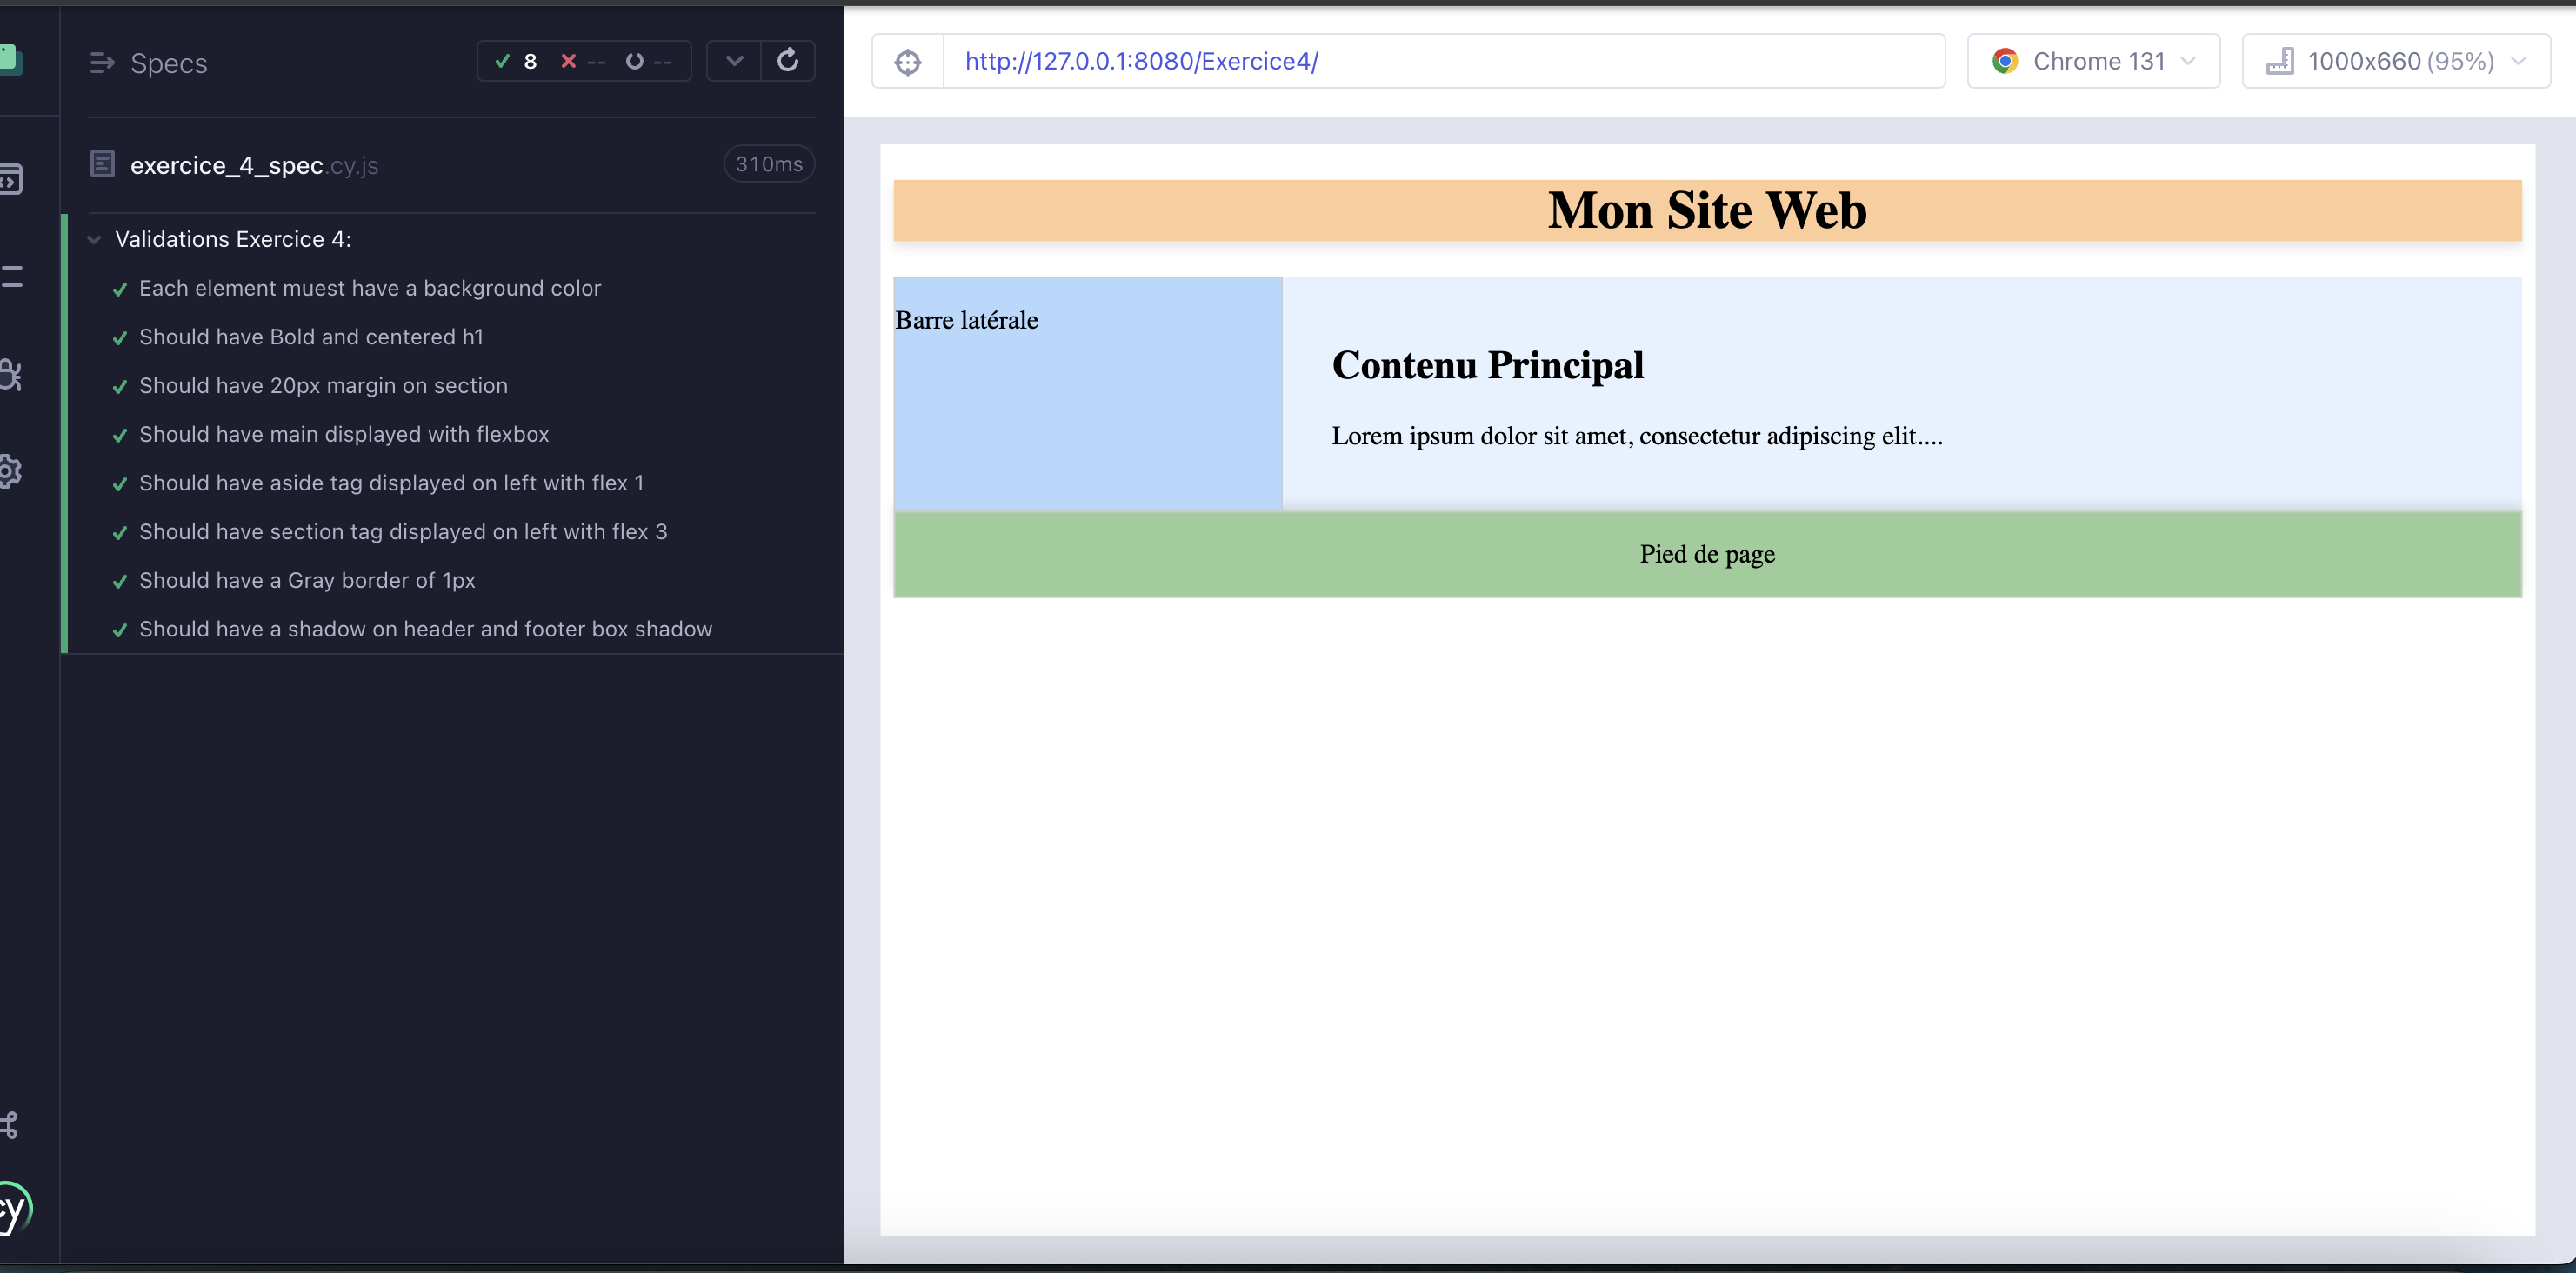 Specs
8 -- --
exercice_4_spec.cy.js
310ms
Validations Exercice 4:
Each element muest have a background color
Should have Bold and centered h1
Should have 20px margin on section
Should have main displayed with flexbox
Should have aside tag displayed on left with flex 1
Should have section tag displayed on left with flex 3
Should have a Gray border of 1px
Should have a shadow on header and footer box shadow
cy
http://127.0.0.1:8080/Exercice4/
Chrome 131
1000x660 (95%)
Mon Site Web
Barre latérale
Contenu Principal
Lorem ipsum dolor sit amet, consectetur adipiscing elit....
Pied de page